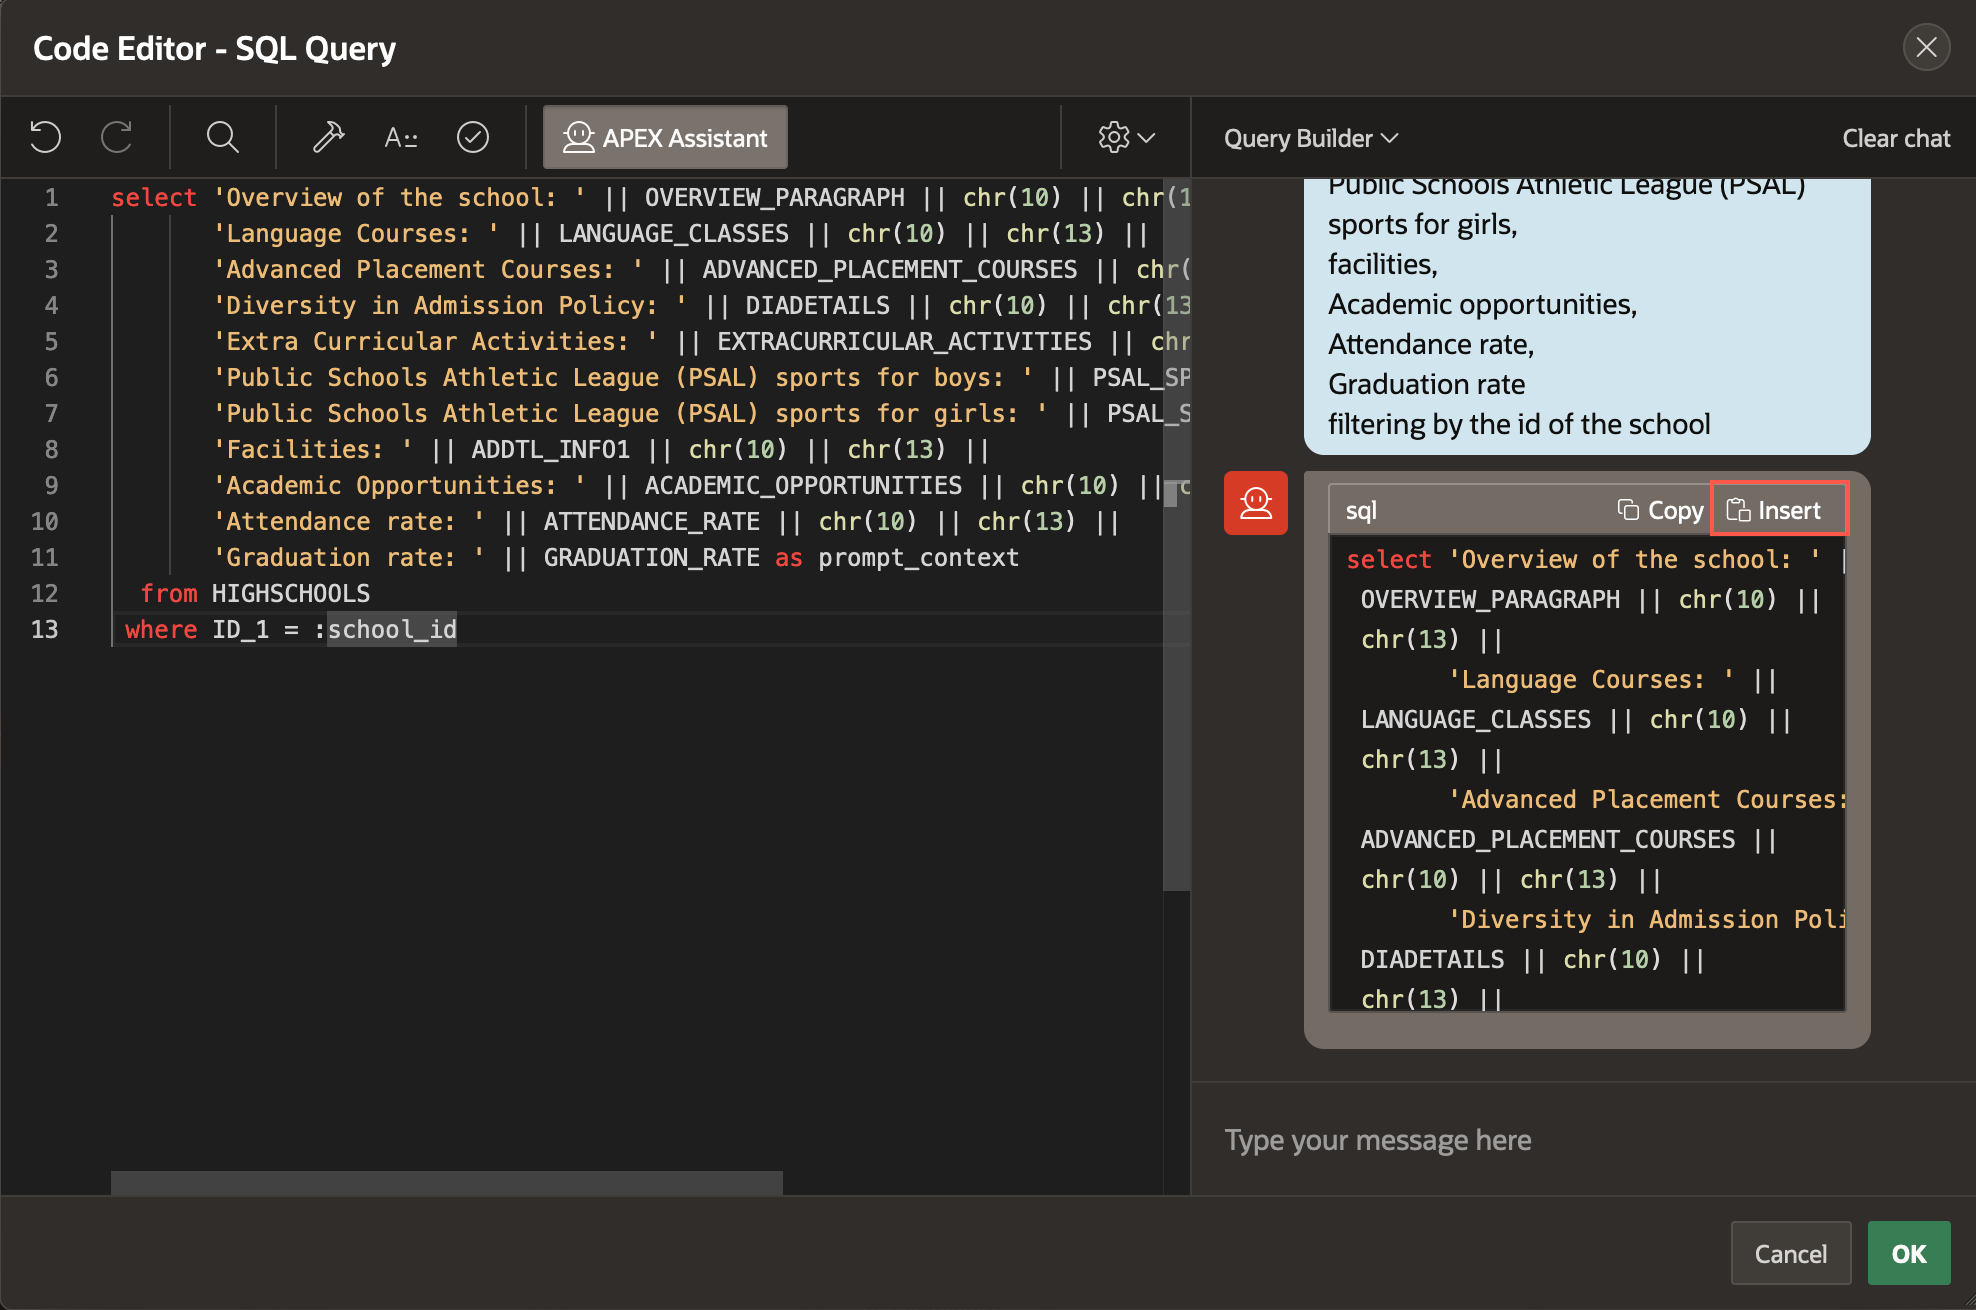 Code Editor - SQL Query
APEX Assistant
Query Builder
Clear chat
1 select 'Overview of the school: ' || OVERVIEW_PARAGRAPH || chr(10) || chr(1
2 'Language Courses: ' || LANGUAGE_CLASSES || chr(10) || chr(13) ||
3 'Advanced Placement Courses: ' || ADVANCED_PLACEMENT_COURSES || chr(
4 'Diversity in Admission Policy: ' || DIADETAILS || chr(10) || chr(13
5 'Extra Curricular Activities: ' || EXTRACURRICULAR_ACTIVITIES || chr
6 'Public Schools Athletic League (PSAL) sports for boys: ' || PSAL_SP
7 'Public Schools Athletic League (PSAL) sports for girls: ' || PSAL_S
8 'Facilities: ' || ADDTL_INFO1 || chr(10) || chr(13) ||
9 'Academic Opportunities: ' || ACADEMIC_OPPORTUNITIES || chr(10) || c
10 'Attendance rate: ' || ATTENDANCE_RATE || chr(10) || chr(13) ||
11 'Graduation rate: ' || GRADUATION_RATE as prompt_context
12 from HIGHSCHOOLS
13 where ID_1 = :school_id
Public Schools Athletic League (PSAL)
sports for girls,
facilities,
Academic opportunities,
Attendance rate,
Graduation rate
filtering by the id of the school
sql
Copy
Insert
select 'Overview of the school: ' |
OVERVIEW_PARAGRAPH || chr(10) ||
chr(13) ||
'Language Courses: ' ||
LANGUAGE_CLASSES || chr(10) ||
chr(13) ||
'Advanced Placement Courses:
ADVANCED_PLACEMENT_COURSES ||
chr(10) || chr(13) ||
'Diversity in Admission Poli
DIADETAILS || chr(10) ||
chr(13) ||
Type your message here
Cancel
OK